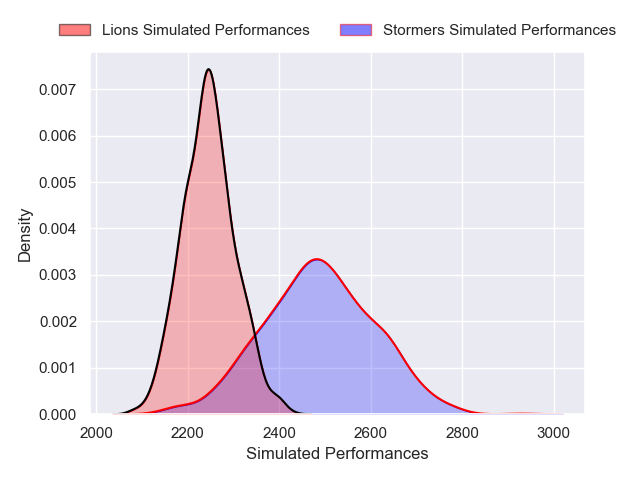 Lions Simulated Performances Stormers Simulated Performances
0.007
0.006
0.005
0.004
0.003
0.002
0.001
0.000
Density
2000 2200 2400 2600 2800 3000
Simulated Performances